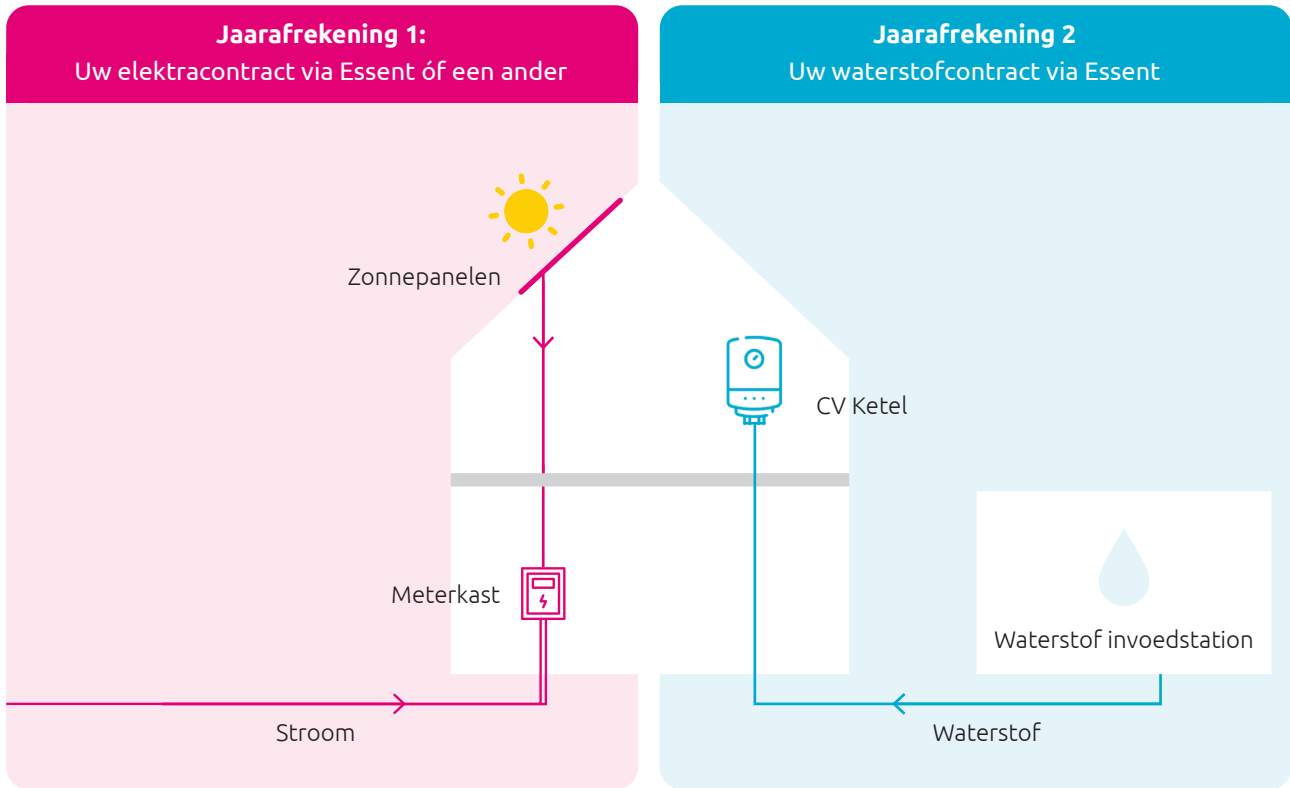 Jaarafrekening 1:
Uw elektracontract via Essent óf een ander
Jaarafrekening 2
Uw waterstofcontract via Essent
Zonnepanelen
CV Ketel
Meterkast
Waterstof invoedstation
Stroom
Waterstof